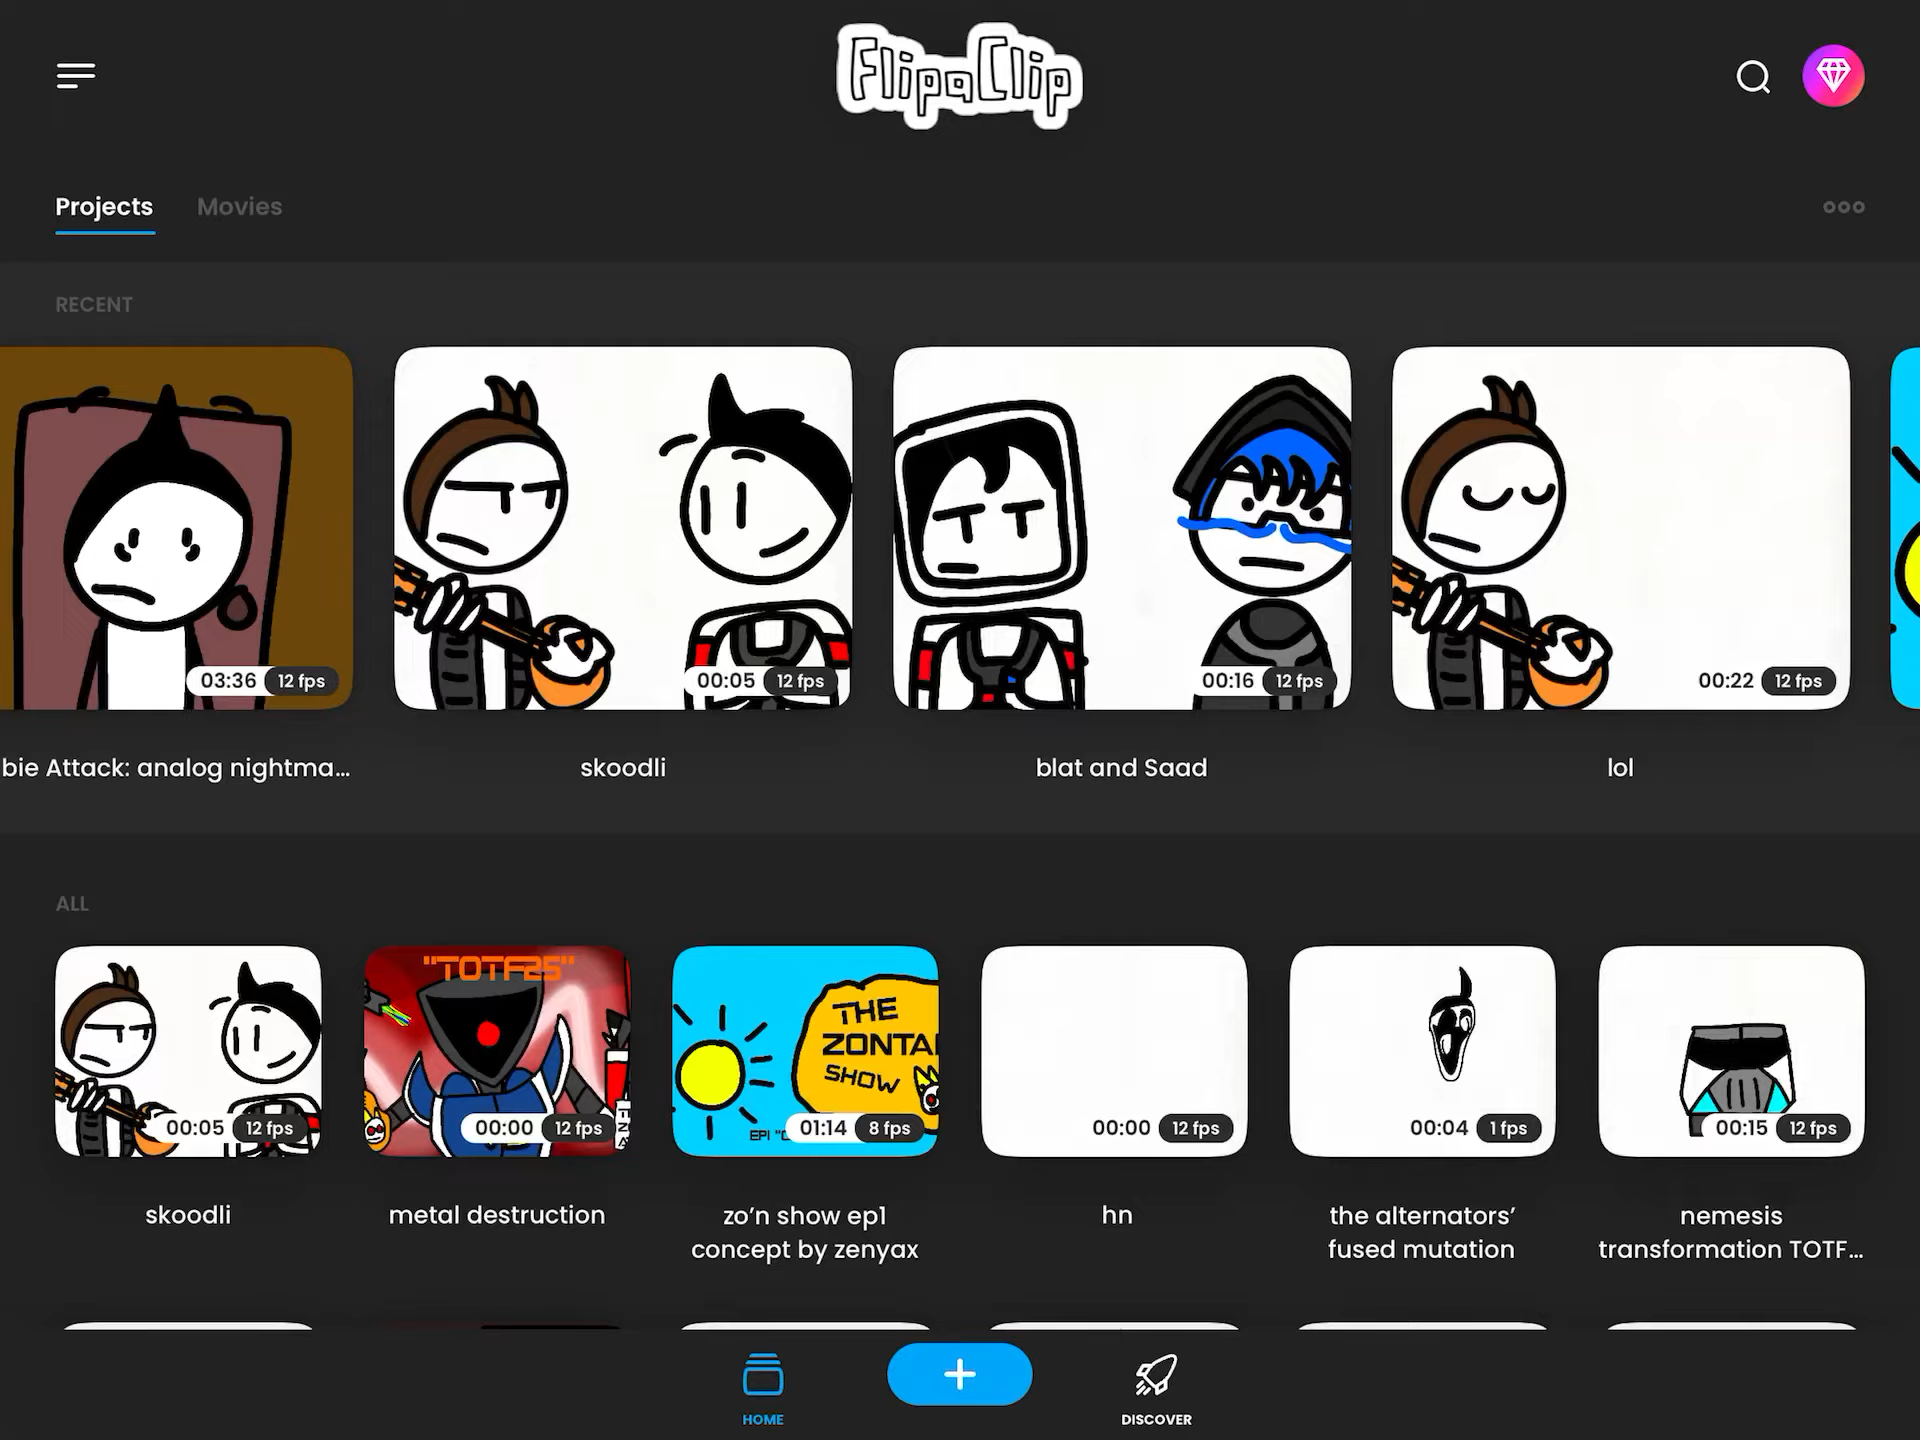 FlipaClip
Projects Movies
RECENT
03:36 12 fps
00:05 12 fps
00:16 12 fps
00:22 12 fps
bie Attack: analog nightma...
skoodli
blat and Saad
lol
ALL
"TOTF25"
THE
ZONTA
SHOW
EPI "C
00:05 12 fps
00:00 12 fps
01:14 8 fps
00:00 12 fps
00:04 1 fps
00:15 12 fps
skoodli
metal destruction
zo’n show ep1
concept by zenyax
hn
the alternators’
fused mutation
nemesis
transformation TOTF...
HOME
DISCOVER